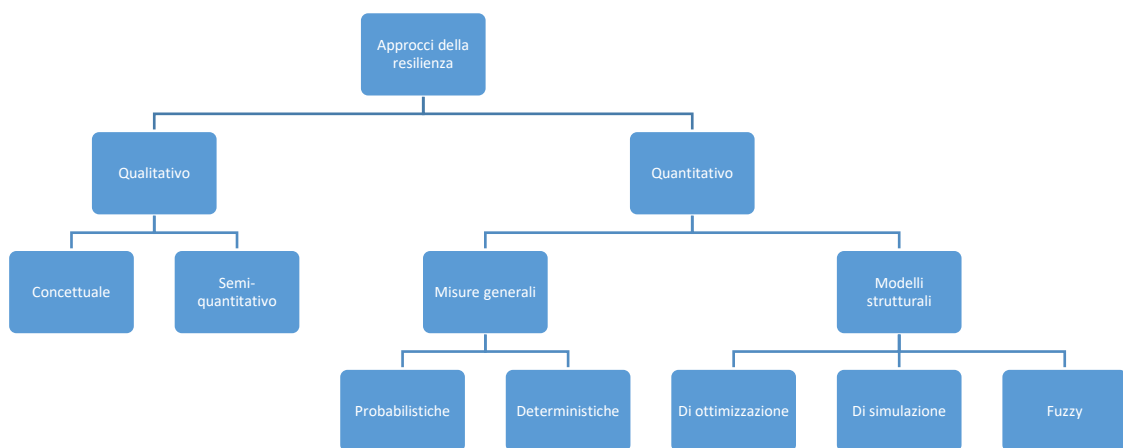 Approcci della
resilienza
Qualitativo
Quantitativo
Concettuale
Semi-
quantitativo
Misure generali
Modelli
strutturali
Probabilistiche
Deterministiche
Di ottimizzazione
Di simulazione
Fuzzy